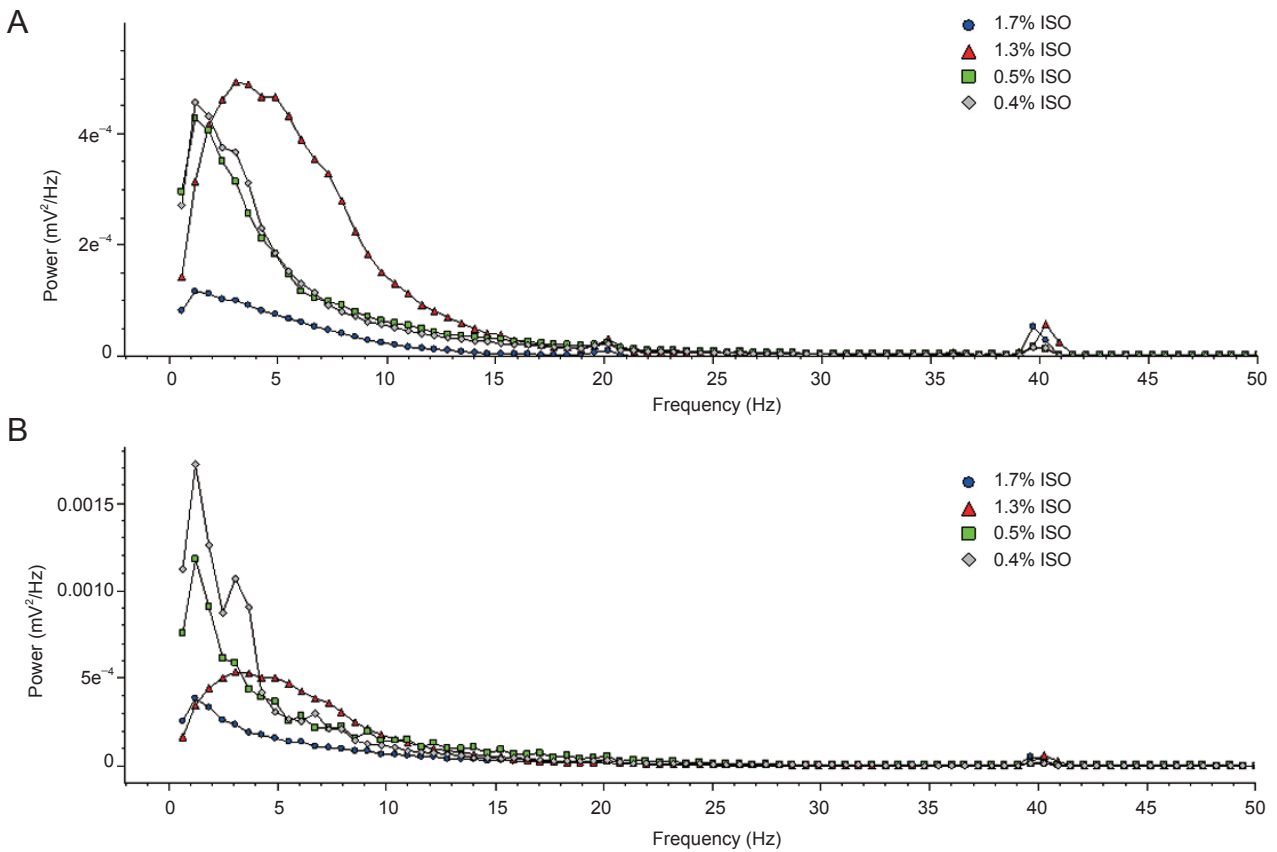 A
1.7% ISO
1.3% ISO
0.5% ISO
0.4% ISO
Power (mV²/Hz)
4e⁻⁴
2e⁻⁴
0
0 5 10 15 20 25 30 35 40 45 50
Frequency (Hz)
B
1.7% ISO
1.3% ISO
0.5% ISO
0.4% ISO
Power (mV²/Hz)
0.0015
0.0010
5e⁻⁴
0
0 5 10 15 20 25 30 35 40 45 50
Frequency (Hz)